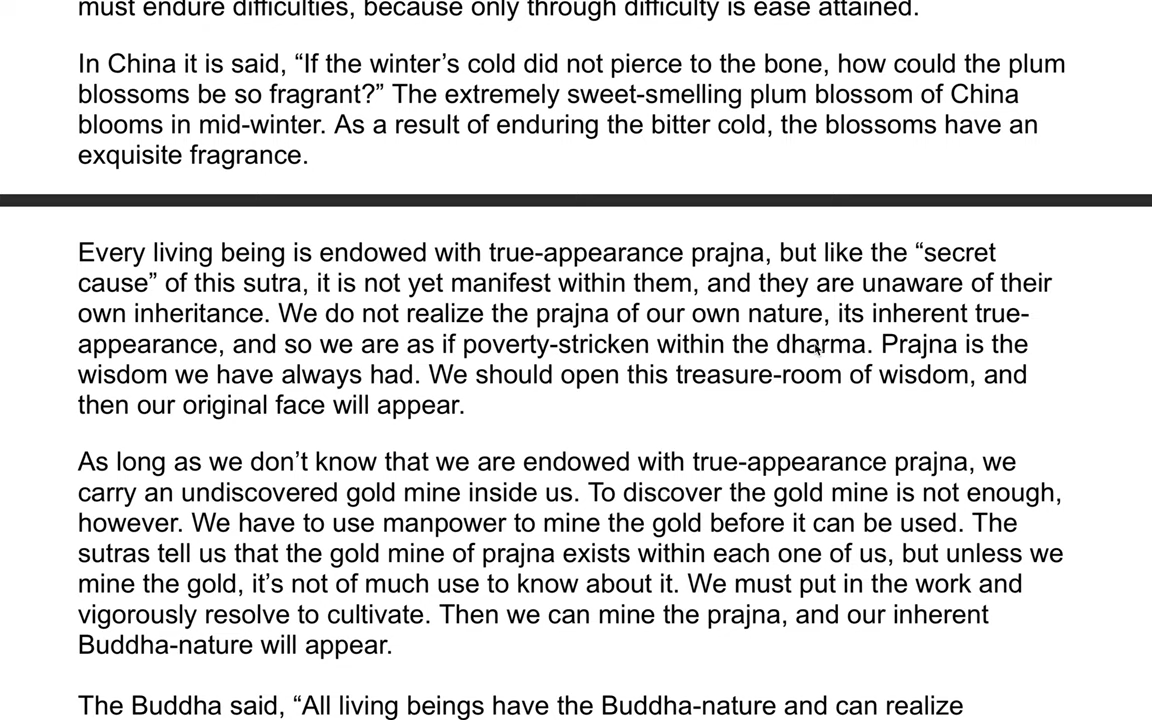 must endure difficulties, because only through difficulty is ease attained.
In China it is said, “If the winter’s cold did not pierce to the bone, how could the plum
blossoms be so fragrant?” The extremely sweet-smelling plum blossom of China
blooms in mid-winter. As a result of enduring the bitter cold, the blossoms have an
exquisite fragrance.
Every living being is endowed with true-appearance prajna, but like the “secret
cause” of this sutra, it is not yet manifest within them, and they are unaware of their
own inheritance. We do not realize the prajna of our own nature, its inherent true-
appearance, and so we are as if poverty-stricken within the dharma. Prajna is the
wisdom we have always had. We should open this treasure-room of wisdom, and
then our original face will appear.
As long as we don’t know that we are endowed with true-appearance prajna, we
carry an undiscovered gold mine inside us. To discover the gold mine is not enough,
however. We have to use manpower to mine the gold before it can be used. The
sutras tell us that the gold mine of prajna exists within each one of us, but unless we
mine the gold, it’s not of much use to know about it. We must put in the work and
vigorously resolve to cultivate. Then we can mine the prajna, and our inherent
Buddha-nature will appear.
The Buddha said, “All living beings have the Buddha-nature and can realize